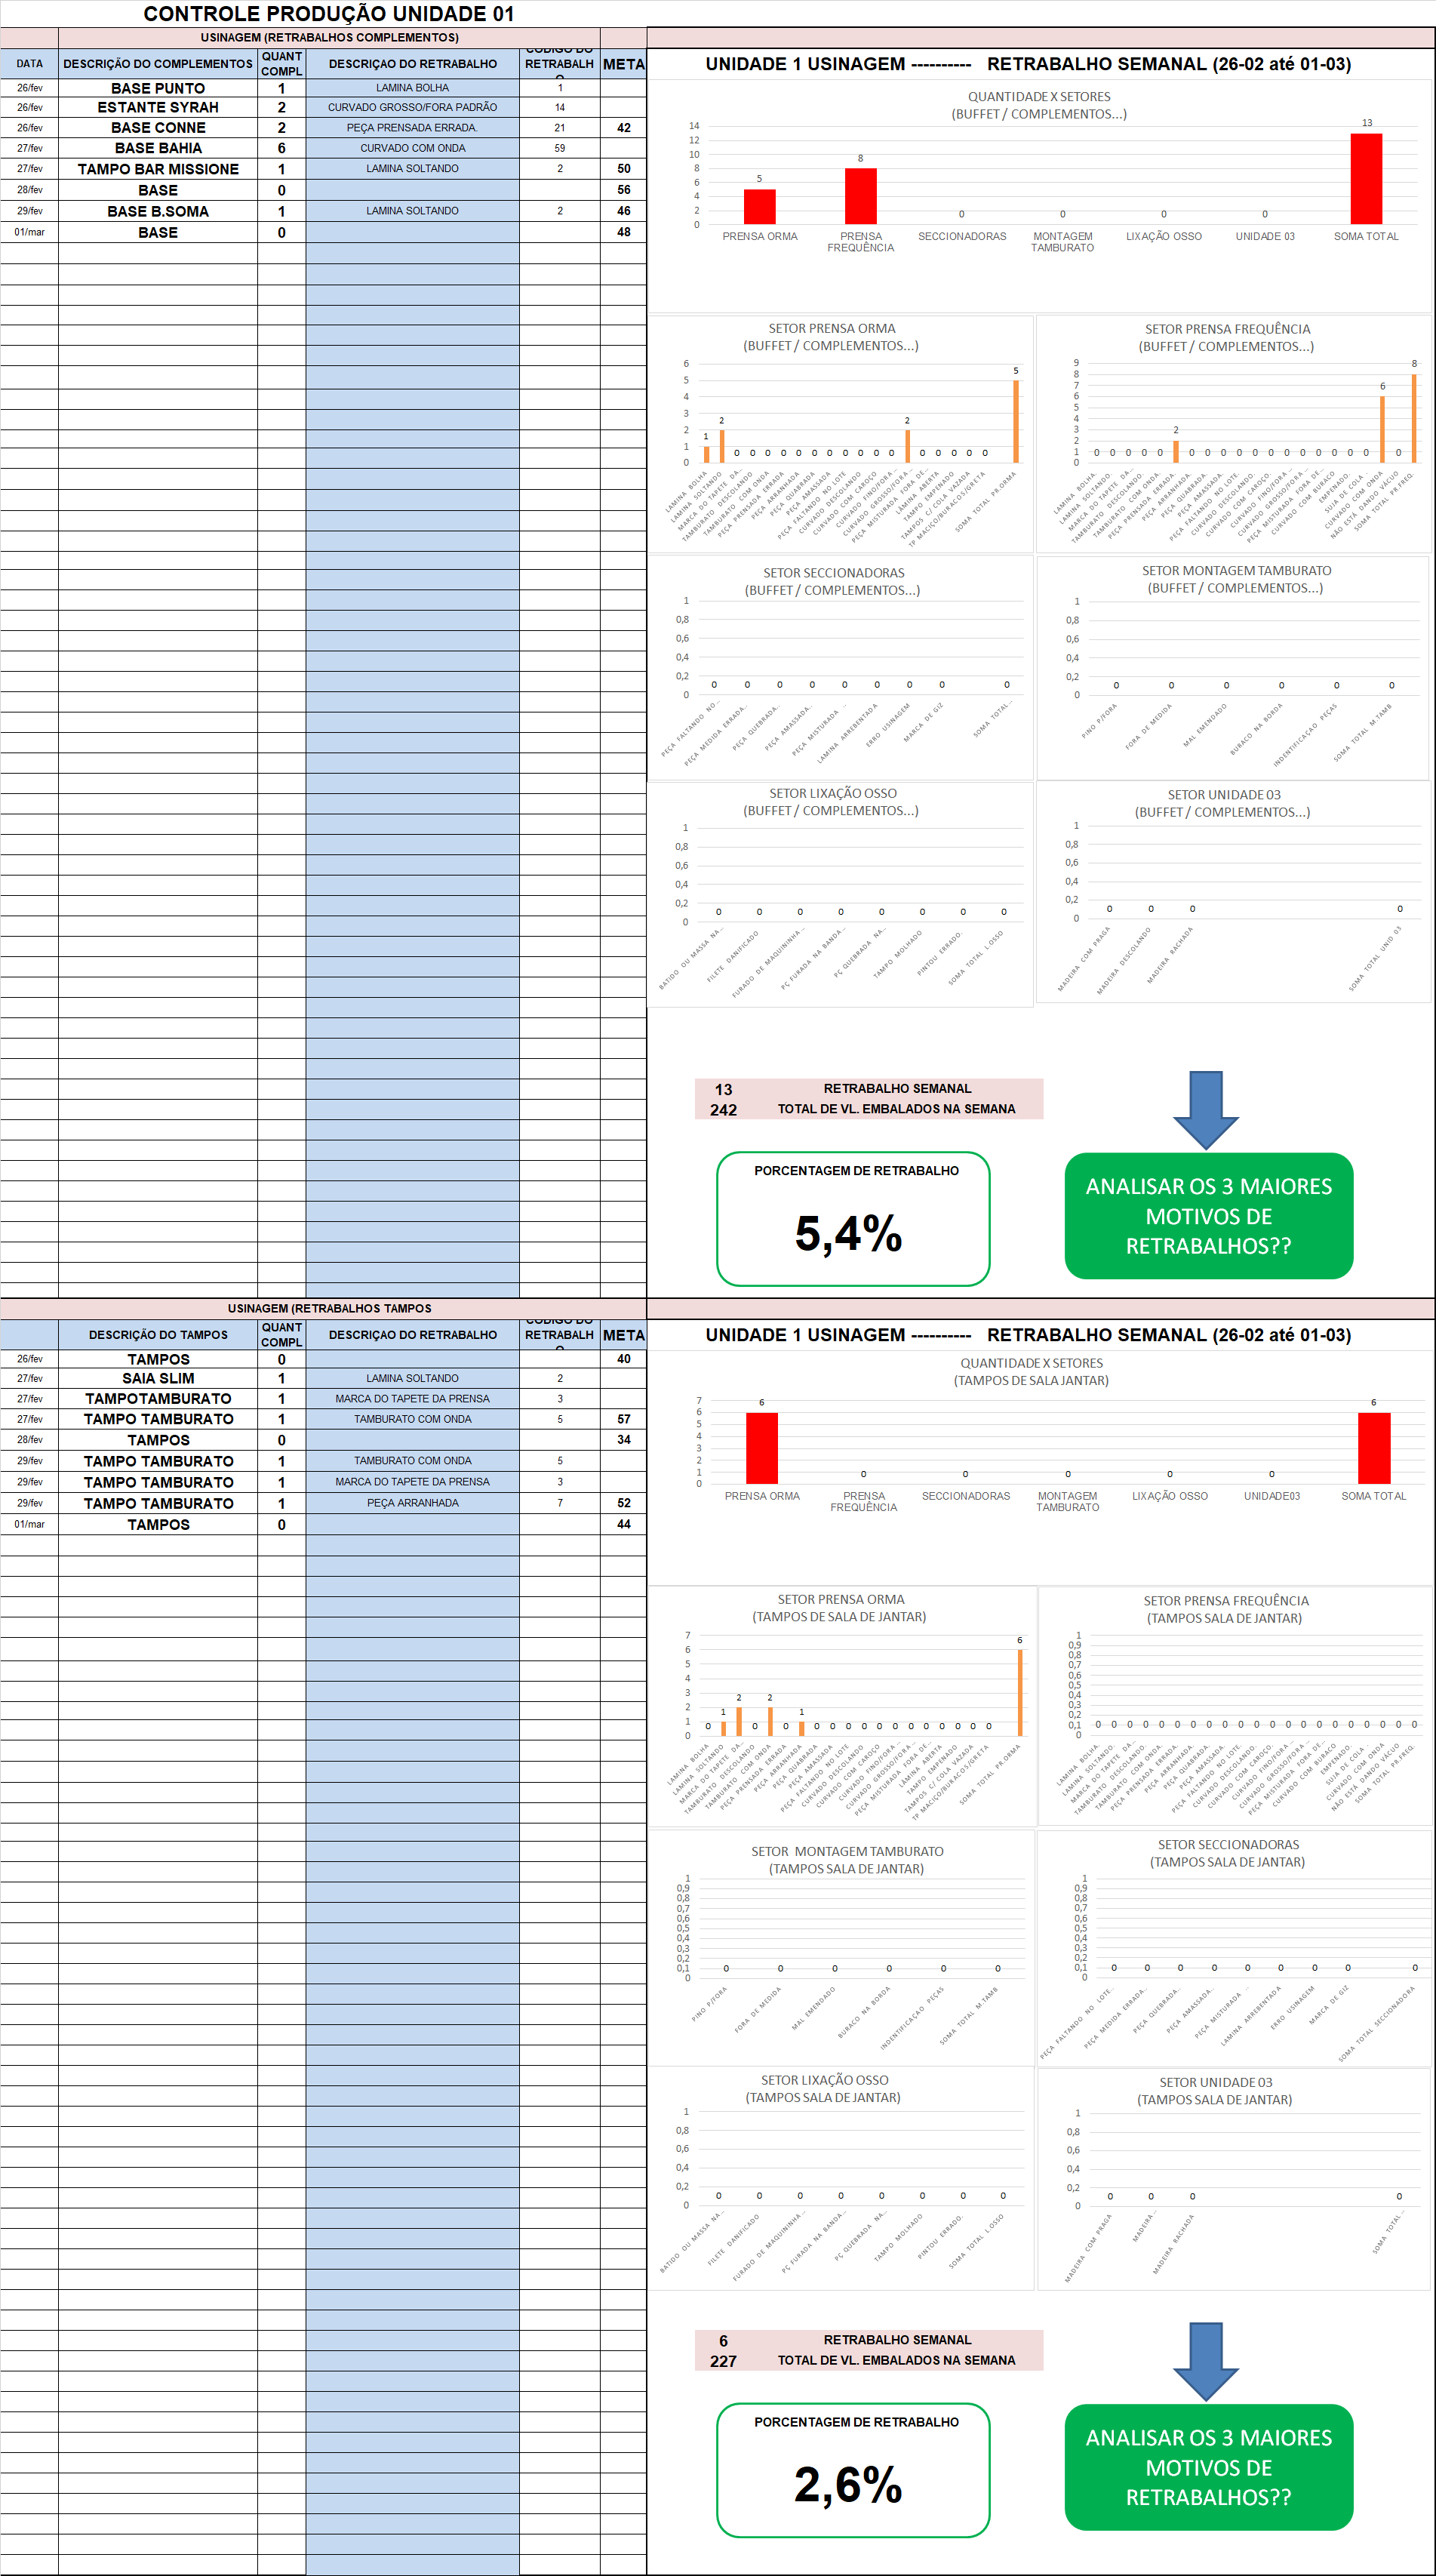 CONTROLE PRODUÇÃO UNIDADE 01
USINAGEM (RETRABALHOS COMPLEMENTOS)
DATA DESCRIÇÃO DO COMPLEMENTOS QUANT COMPL DESCRIÇAO DO RETRABALHO CODIGO DO RETRABALHO META
26/fev BASE PUNTO 1 LAMINA BOLHA 1
26/fev ESTANTE SYRAH 2 CURVADO GROSSO/FORA PADRÃO 14
26/fev BASE CONNE 2 PEÇA PRENSADA ERRADA. 21 42
27/fev BASE BAHIA 6 CURVADO COM ONDA 59
27/fev TAMPO BAR MISSIONE 1 LAMINA SOLTANDO 2 50
28/fev BASE 0 56
29/fev BASE B.SOMA 1 LAMINA SOLTANDO 2 46
01/mar BASE 0 48
UNIDADE 1 USINAGEM ---------- RETRABALHO SEMANAL (26-02 até 01-03)
QUANTIDADE X SETORES
(BUFFET / COMPLEMENTOS...)
14
12
10
8
6
4
2
0
5 8 0 0 0 0 13
PRENSA ORMA PRENSA FREQUÊNCIA SECCIONADORAS MONTAGEM TAMBURATO LIXAÇÃO OSSO UNIDADE 03 SOMA TOTAL
SETOR PRENSA ORMA
(BUFFET / COMPLEMENTOS...)
6
5
4
3
2
1
0
1 2 0 0 0 0 0 0 0 0 0 0 0 2 0 0 0 0 0 5
LAMINA BOLHA
LAMINA SOLTANDO
MARCA DO TAPETE DA…
TAMBURATO DESCOLANDO
TAMBURATO COM ONDA
PEÇA PRENSADA ERRADA
PEÇA ARRANHADA
PEÇA QUABRADA
PEÇA AMASSADA
PEÇA FALTANDO NO LOTE
CURVADO DESCOLANDO
CURVADO COM CAROÇO
CURVADO FINO/FORA…
CURVADO GROSSO/FORA…
PEÇA MISTURADA FORA DE…
LÂMINA ABERTA
TAMPO EMPENADO
TAMPOS C/ COLA VAZADA
TP MACIÇO/BURACOS/GRETA
SOMA TOTAL PR.ORMA
SETOR PRENSA FREQUÊNCIA
(BUFFET / COMPLEMENTOS...)
9
8
7
6
5
4
3
2
1
0
0 0 0 0 0 2 0 0 0 0 0 0 0 0 0 0 0 0 6 0 8
LAMINA BOLHA.
LAMINA SOLTANDO.
MARCA DO TAPETE DA…
TAMBURATO DESCOLANDO.
TAMBURATO COM ONDA.
PEÇA PRENSADA ERRADA.
PEÇA ARRANHADA.
PEÇA QUABRADA.
PEÇA AMASSADA.
PEÇA FALTANDO NO LOTE.
CURVADO DESCOLANDO.
CURVADO COM CAROÇO.
CURVADO FINO/FORA…
CURVADO GROSSO/FORA…
PEÇA MISTURADA FORA DE…
CURVADO COM BURACO
EMPENADO.
SUJA DE COLA .
CURVADO COM ONDA
NÃO ESTÁ DANDO VÁCUO
SOMA TOTAL PR.FREQ.
SETOR SECCIONADORAS
(BUFFET / COMPLEMENTOS...)
1
0,8
0,6
0,4
0,2
0
0 0 0 0 0 0 0 0 0
PEÇA FALTANDO NO…
PEÇA MEDIDA ERRADA…
PEÇA QUEBRADA…
PEÇA AMASSADA…
PEÇA MISTURADA …
LAMINA ARREBENTADA
ERRO USINAGEM
MARCA DE GIZ
SOMA TOTAL…
SETOR MONTAGEM TAMBURATO
(BUFFET / COMPLEMENTOS...)
1
0,8
0,6
0,4
0,2
0
0 0 0 0 0 0
PINO P/FORA
FORA DE MEDIDA
MAL EMENDADO
BURACO NA BORDA
INDENTIFICAÇAO PEÇAS
SOMA TOTAL M.TAMB
SETOR LIXAÇÃO OSSO
(BUFFET / COMPLEMENTOS...)
1
0,8
0,6
0,4
0,2
0
0 0 0 0 0 0 0 0
BATIDO OU MASSA NA…
FILETE DANIFICADO
FURADO DE MAQUININHA…
PÇ FURADA NA BANDA…
PÇ QUEBRADA NA…
TAMPO MOLHADO
PINTOU ERRADO.
SOMA TOTAL L.OSSO
SETOR UNIDADE 03
(BUFFET / COMPLEMENTOS...)
1
0,8
0,6
0,4
0,2
0
0 0 0 0
MADEIRA COM PRAGA
MADEIRA DESCOLANDO
MADEIRA RACHADA
SOMA TOTAL UNID 03
13 RETRABALHO SEMANAL
242 TOTAL DE VL. EMBALADOS NA SEMANA
PORCENTAGEM DE RETRABALHO
5,4%
ANALISAR OS 3 MAIORES
MOTIVOS DE
RETRABALHOS??
USINAGEM (RETRABALHOS TAMPOS
DESCRIÇÃO DO TAMPOS QUANT COMPL DESCRIÇAO DO RETRABALHO CODIGO DO RETRABALHO META
26/fev TAMPOS 0 40
27/fev SAIA SLIM 1 LAMINA SOLTANDO 2
27/fev TAMPOTAMBURATO 1 MARCA DO TAPETE DA PRENSA 3
27/fev TAMPO TAMBURATO 1 TAMBURATO COM ONDA 5 57
28/fev TAMPOS 0 34
29/fev TAMPO TAMBURATO 1 TAMBURATO COM ONDA 5
29/fev TAMPO TAMBURATO 1 MARCA DO TAPETE DA PRENSA 3
29/fev TAMPO TAMBURATO 1 PEÇA ARRANHADA 7 52
01/mar TAMPOS 0 44
UNIDADE 1 USINAGEM ---------- RETRABALHO SEMANAL (26-02 até 01-03)
QUANTIDADE X SETORES
(TAMPOS DE SALA JANTAR)
7
6
5
4
3
2
1
0
6 0 0 0 0 0 6
PRENSA ORMA PRENSA FREQUÊNCIA SECCIONADORAS MONTAGEM TAMBURATO LIXAÇÃO OSSO UNIDADE03 SOMA TOTAL
SETOR PRENSA ORMA
(TAMPOS DE SALA DE JANTAR)
7
6
5
4
3
2
1
0
0 1 2 0 2 0 1 0 0 0 0 0 0 0 0 0 0 0 0 6
LAMINA BOLHA
LAMINA SOLTANDO
MARCA DO TAPETE DA…
TAMBURATO DESCOLANDO
TAMBURATO COM ONDA
PEÇA PRENSADA ERRADA
PEÇA ARRANHADA
PEÇA QUABRADA
PEÇA AMASSADA
PEÇA FALTANDO NO LOTE
CURVADO DESCOLANDO
CURVADO COM CAROÇO
CURVADO FINO/FORA…
CURVADO GROSSO/FORA…
PEÇA MISTURADA FORA DE…
LÂMINA ABERTA
TAMPO EMPENADO
TAMPOS C/ COLA VAZADA
TP MACIÇO/BURACOS/GRETA
SOMA TOTAL PR.ORMA
SETOR PRENSA FREQUÊNCIA
(TAMPOS SALA DE JANTAR)
1
0,9
0,8
0,7
0,6
0,5
0,4
0,3
0,2
0,1
0
0 0 0 0 0 0 0 0 0 0 0 0 0 0 0 0 0 0 0 0 0
LAMINA BOLHA.
LAMINA SOLTANDO.
MARCA DO TAPETE DA…
TAMBURATO DESCOLANDO.
TAMBURATO COM ONDA.
PEÇA PRENSADA ERRADA.
PEÇA ARRANHADA.
PEÇA QUABRADA.
PEÇA AMASSADA.
PEÇA FALTANDO NO LOTE.
CURVADO DESCOLANDO.
CURVADO COM CAROÇO.
CURVADO FINO/FORA…
CURVADO GROSSO/FORA…
PEÇA MISTURADA FORA DE…
CURVADO COM BURACO
EMPENADO.
SUJA DE COLA .
CURVADO COM ONDA
NÃO ESTÁ DANDO VÁCUO
SOMA TOTAL PR.FREQ.
SETOR MONTAGEM TAMBURATO
(TAMPOS SALA DE JANTAR)
1
0,9
0,8
0,7
0,6
0,5
0,4
0,3
0,2
0,1
0
0 0 0 0 0 0
PINO P/FORA
FORA DE MEDIDA
MAL EMENDADO
BURACO NA BORDA
INDENTIFICAÇAO PEÇAS
SOMA TOTAL M.TAMB
SETOR SECCIONADORAS
(TAMPOS SALA DE JANTAR)
1
0,9
0,8
0,7
0,6
0,5
0,4
0,3
0,2
0,1
0
0 0 0 0 0 0 0 0 0
PEÇA FALTANDO NO LOTE…
PEÇA MEDIDA ERRADA…
PEÇA QUEBRADA…
PEÇA AMASSADA…
PEÇA MISTURADA …
LAMINA ARREBENTADA
ERRO USINAGEM
MARCA DE GIZ
SOMA TOTAL SECCIONADORA
SETOR LIXAÇÃO OSSO
(TAMPOS SALA DE JANTAR)
1
0,8
0,6
0,4
0,2
0
0 0 0 0 0 0 0 0
BATIDO OU MASSA NA…
FILETE DANIFICADO
FURADO DE MAQUININHA…
PÇ FURADA NA BANDA…
PÇ QUEBRADA NA…
TAMPO MOLHADO
PINTOU ERRADO.
SOMA TOTAL L.OSSO
SETOR UNIDADE 03
(TAMPOS SALA DE JANTAR)
1
0,8
0,6
0,4
0,2
0
0 0 0 0
MADEIRA COM PRAGA
MADEIRA…
MADEIRA RACHADA
SOMA TOTAL…
6 RETRABALHO SEMANAL
227 TOTAL DE VL. EMBALADOS NA SEMANA
PORCENTAGEM DE RETRABALHO
2,6%
ANALISAR OS 3 MAIORES
MOTIVOS DE
RETRABALHOS??